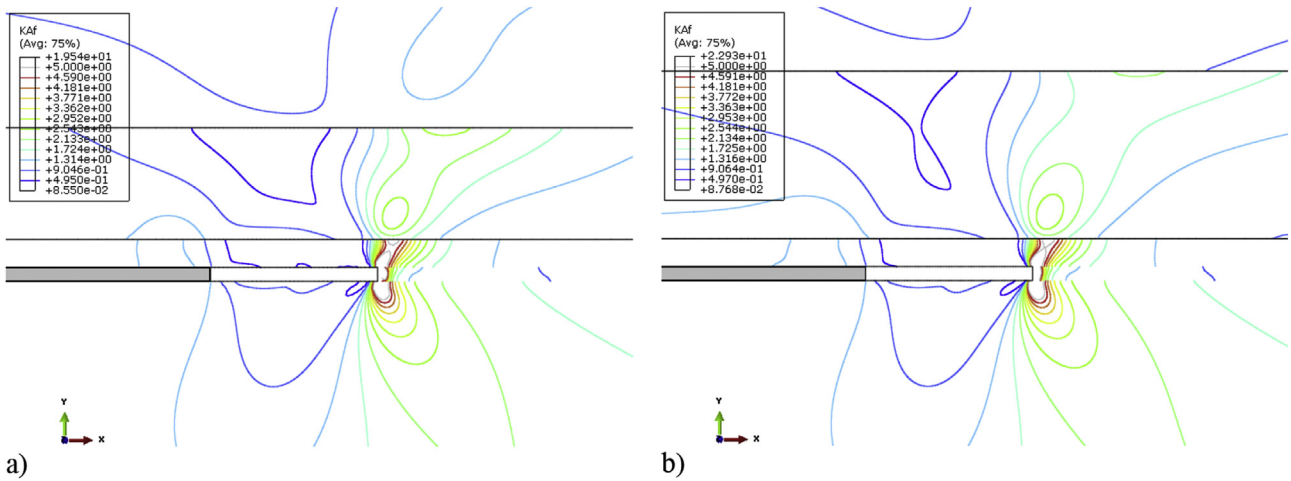 KAf
(Avg: 75%)
+1.954e+01
+5.000e+00
+4.590e+00
+4.181e+00
+3.771e+00
+3.362e+00
+2.952e+00
+2.543e+00
+2.133e+00
+1.724e+00
+1.314e+00
+9.046e-01
+4.950e-01
+8.550e-02
Y
X
a)
KAf
(Avg: 75%)
+2.293e+01
+5.000e+00
+4.591e+00
+4.181e+00
+3.772e+00
+3.363e+00
+2.953e+00
+2.544e+00
+2.134e+00
+1.725e+00
+1.316e+00
+9.064e-01
+4.970e-01
+8.768e-02
Y
X
b)